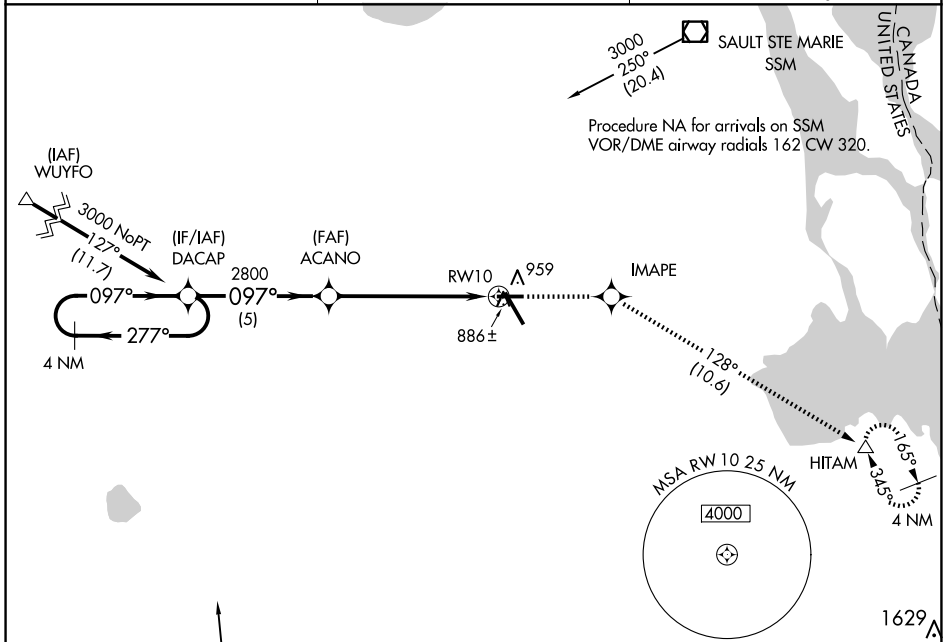 3000
250°
(20.4)
SAULT STE MARIE
SSM
CANADA
UNITED STATES
Procedure NA for arrivals on SSM
VOR/DME airway radials 162 CW 320.
(IAF)
WUYFO
3000 NoPT
127°
(11.7)
(IF/IAF)
DACAP
2800
097°
(5)
(FAF)
ACANO
RW10
959
886±
IMAPE
097°
277°
4 NM
128°
(10.6)
HITAM
165°
345°
4 NM
MSA RW 10 25 NM
4000
1629